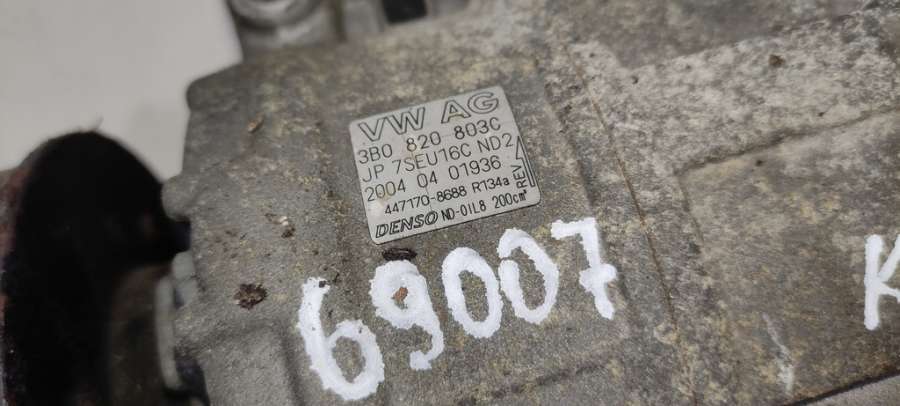 VW AG
3B0 820 803C
JP 7SEU16C ND2
2004 04 01936
447170-8688 R134a
REV
DENSO ND-OIL8 200cm³
69007
K